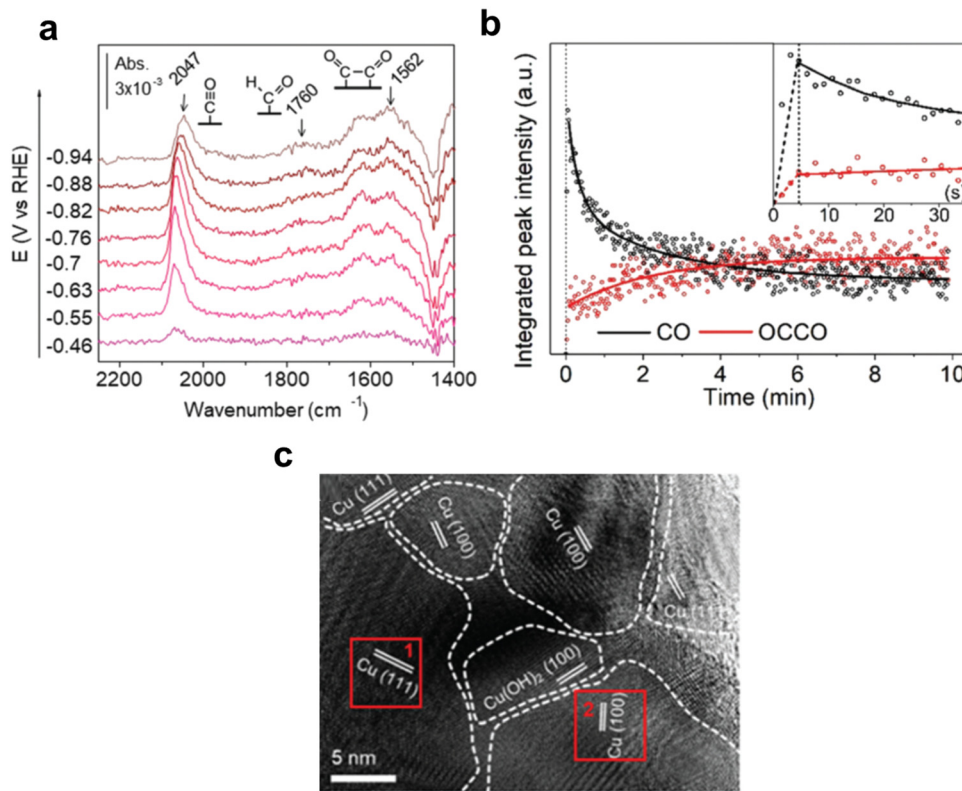 a
Abs.
3x10⁻³
2047
C≡O
H
C
O
1760
O
C
C
O
1562
E (V vs RHE)
-0.94
-0.88
-0.82
-0.76
-0.7
-0.63
-0.55
-0.46
2200 2000 1800 1600 1400
Wavenumber (cm ⁻¹)
b
Integrated peak intensity (a.u.)
0 10 20 30
(s)
CO OCCO
0 2 4 6 8 10
Time (min)
c
Cu (111)
Cu (100)
Cu (100)
Cu (111)
1
Cu (111)
Cu(OH)₂ (100)
2
Cu (100)
5 nm